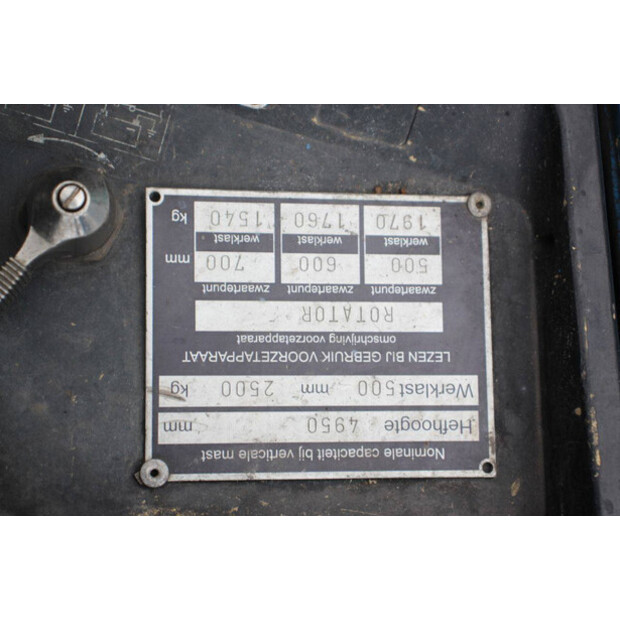 Nominale capaciteit bij verticale mast
Hefhoogte 4950 mm
Werklast 500 mm 2500 kg
LEZEN BIJ GEBRUIK VOORZETAPPARAAT
omschrijving voorzetapparaat
ROTATOR
zwaartepunt zwaartepunt zwaartepunt
500 600 700 mm
werklast werklast werklast
1970 1760 1540 kg